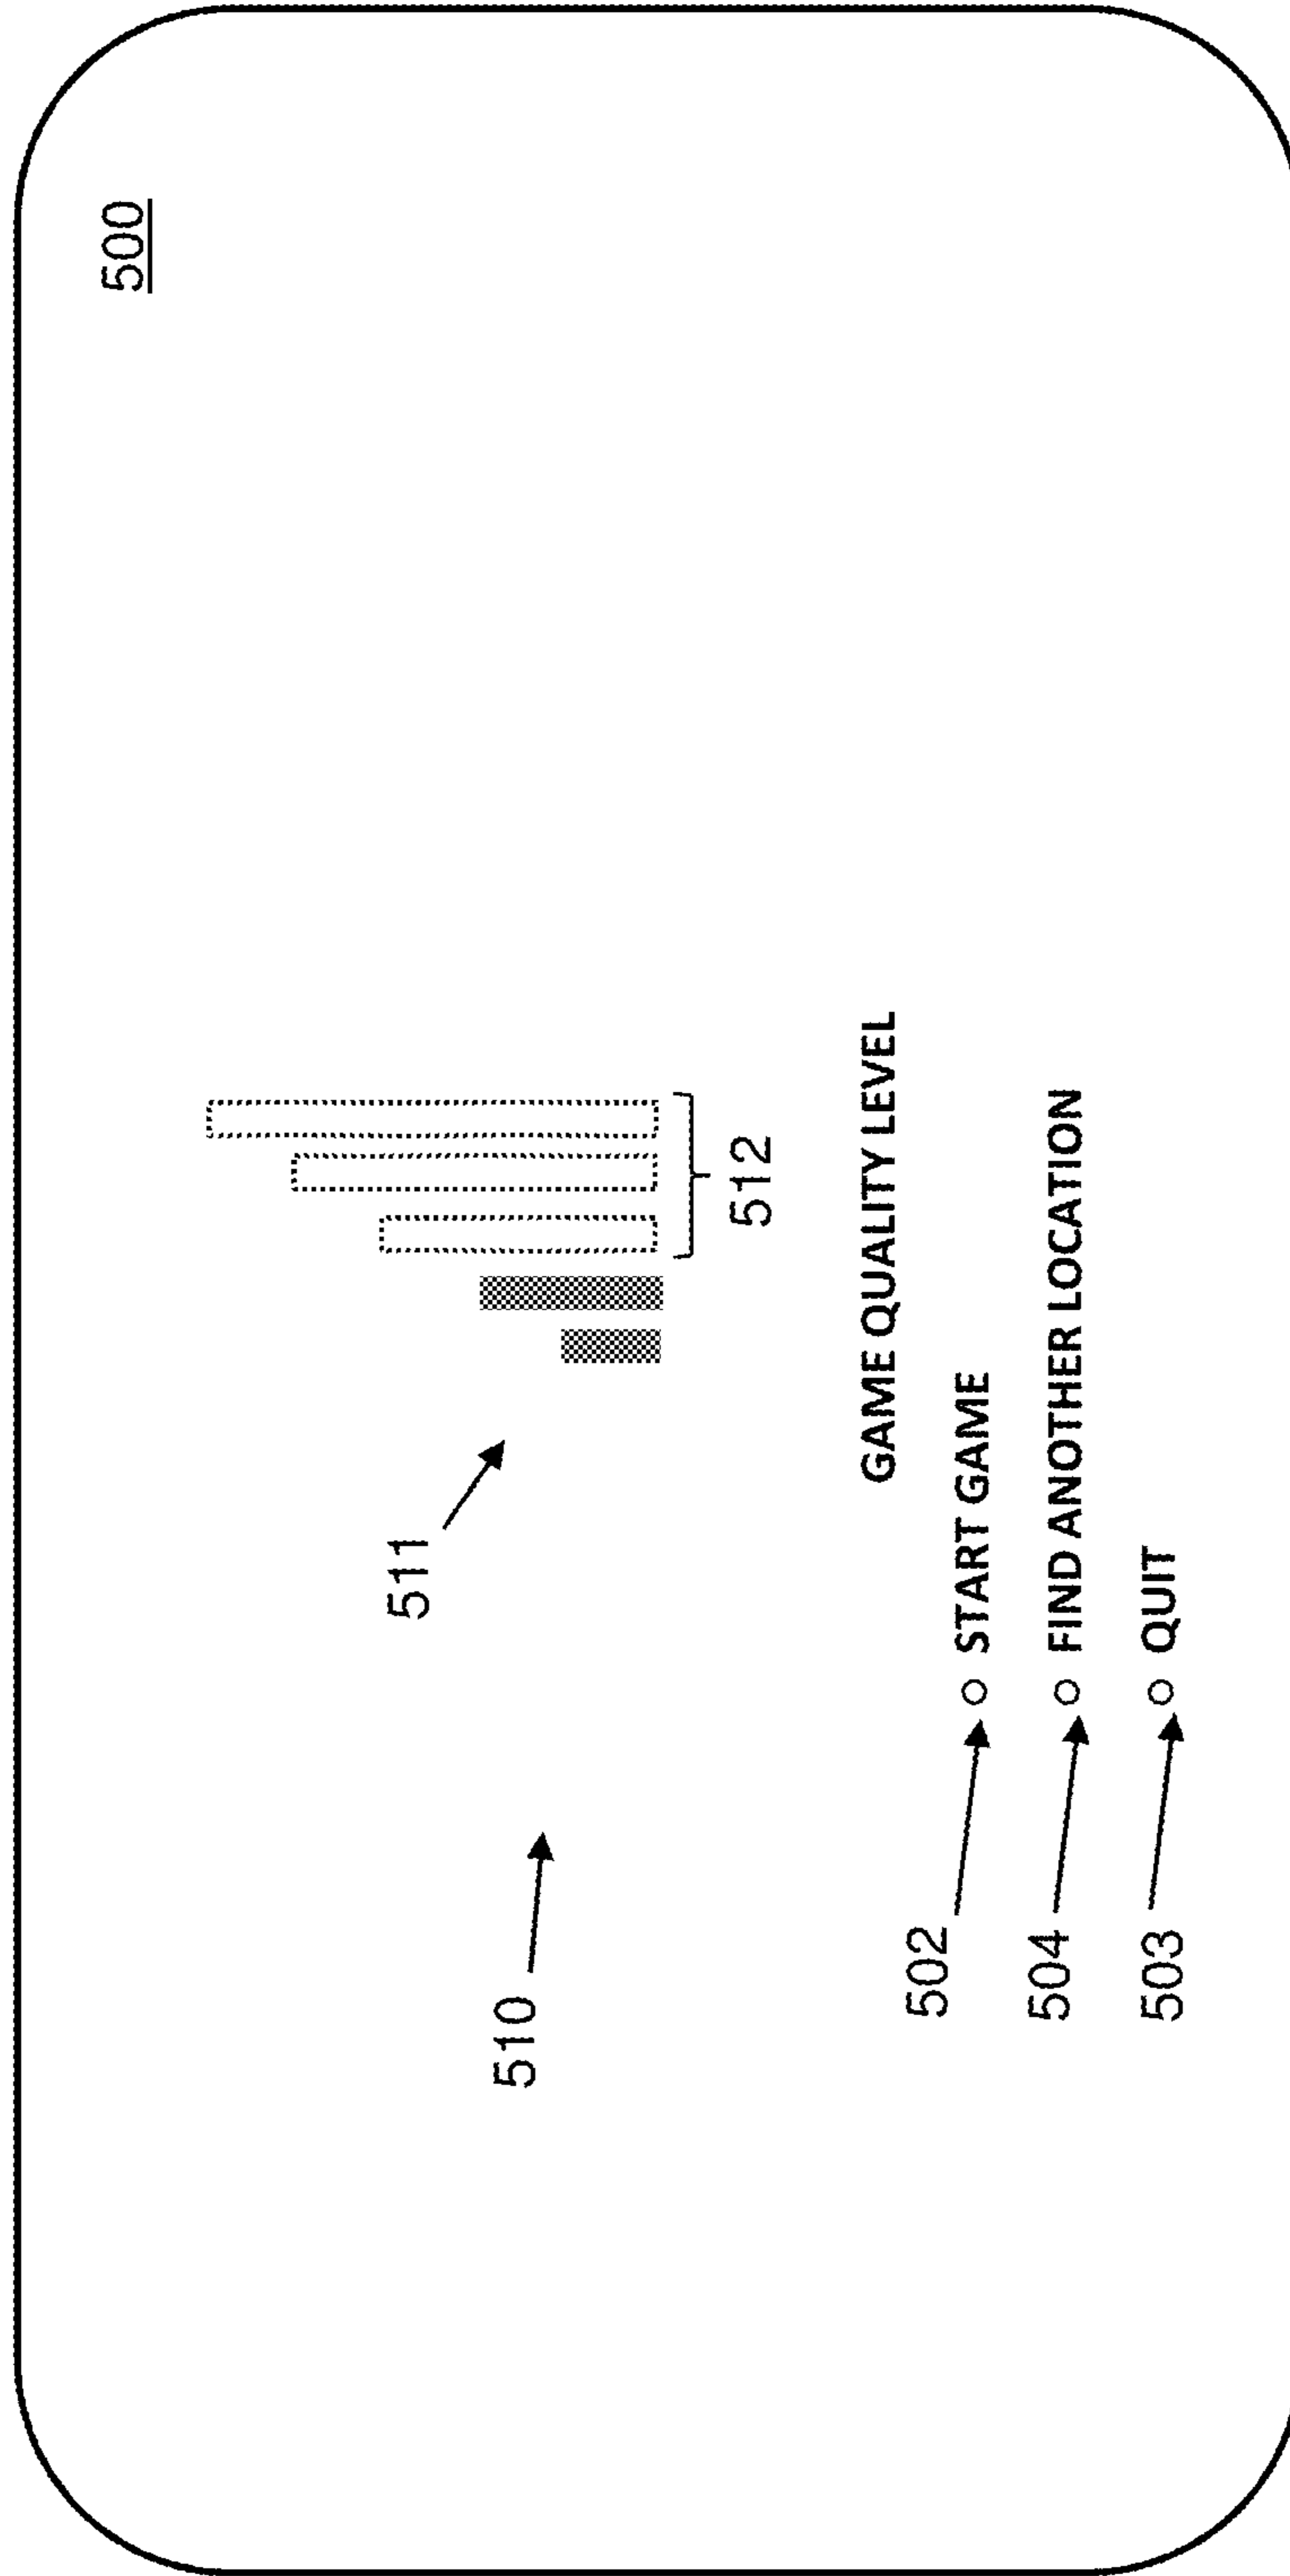 500
511
510
512
GAME QUALITY LEVEL
502 ○ START GAME
504 ○ FIND ANOTHER LOCATION
503 ○ QUIT